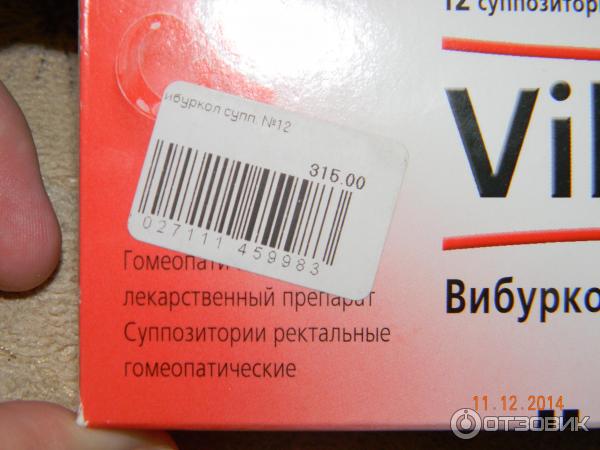 12 суппозитори
ибуркол супп. №12
315.00
027111 459983
Vi
Гомеопати
лекарственный препарат
Суппозитории ректальные
гомеопатические
Вибурко
11.12.2014
ОТЗОВИК